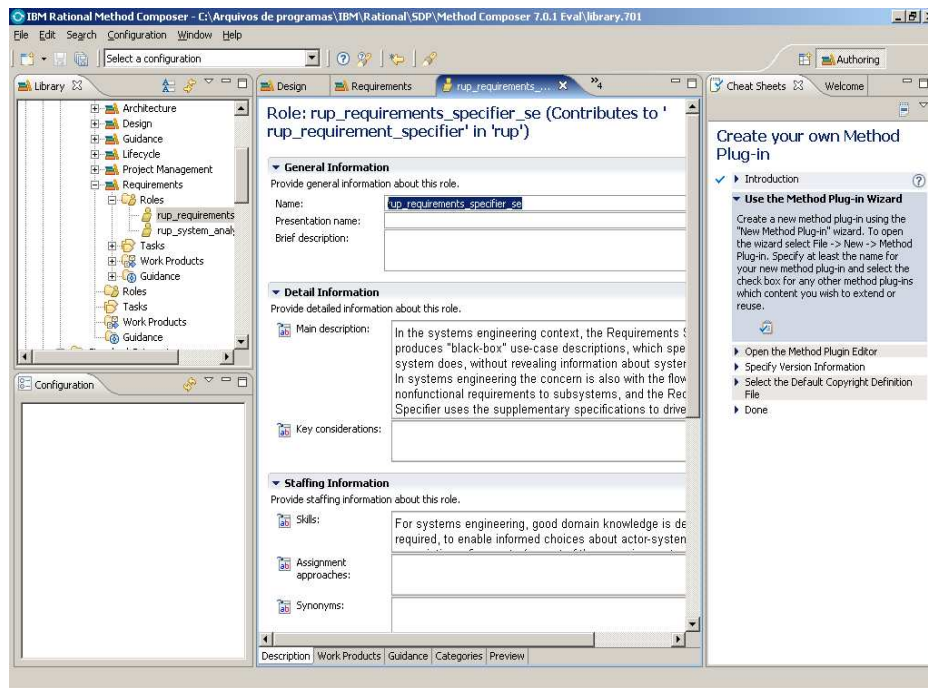 IBM Rational Method Composer - C:\Arquivos de programas\IBM\Rational\SDP\Method Composer 7.0.1 Eval\library.701
File Edit Search Configuration Window Help
Select a configuration
Authoring
Library
Architecture
Design
Guidance
Lifecycle
Project Management
Requirements
Roles
rup_requirements
rup_system_anal
Tasks
Work Products
Guidance
Roles
Tasks
Work Products
Guidance
Configuration
Design Requirements rup_requirements_... 4
Role: rup_requirements_specifier_se (Contributes to '
rup_requirement_specifier' in 'rup')
General Information
Provide general information about this role.
Name: rup_requirements_specifier_se
Presentation name:
Brief description:
Detail Information
Provide detailed information about this role.
Main description:
In the systems engineering context, the Requirements S
produces "black-box" use-case descriptions, which spe
system does, without revealing information about syster
In systems engineering the concern is also with the flow
nonfunctional requirements to subsystems, and the Rec
Specifier uses the supplementary specifications to drive
Key considerations:
Staffing Information
Provide staffing information about this role.
Skills:
For systems engineering, good domain knowledge is de
required, to enable informed choices about actor-system
Assignment
approaches:
Synonyms:
Description Work Products Guidance Categories Preview
Cheat Sheets Welcome
Create your own Method
Plug-in
Introduction
Use the Method Plug-in Wizard
Create a new method plug-in using the
"New Method Plug-in" wizard. To open
the wizard select File -> New -> Method
Plug-in. Specify at least the name for
your new method plug-in and select the
check box for any other method plug-ins
which content you wish to extend or
reuse.
Open the Method Plugin Editor
Specify Version Information
Select the Default Copyright Definition
File
Done